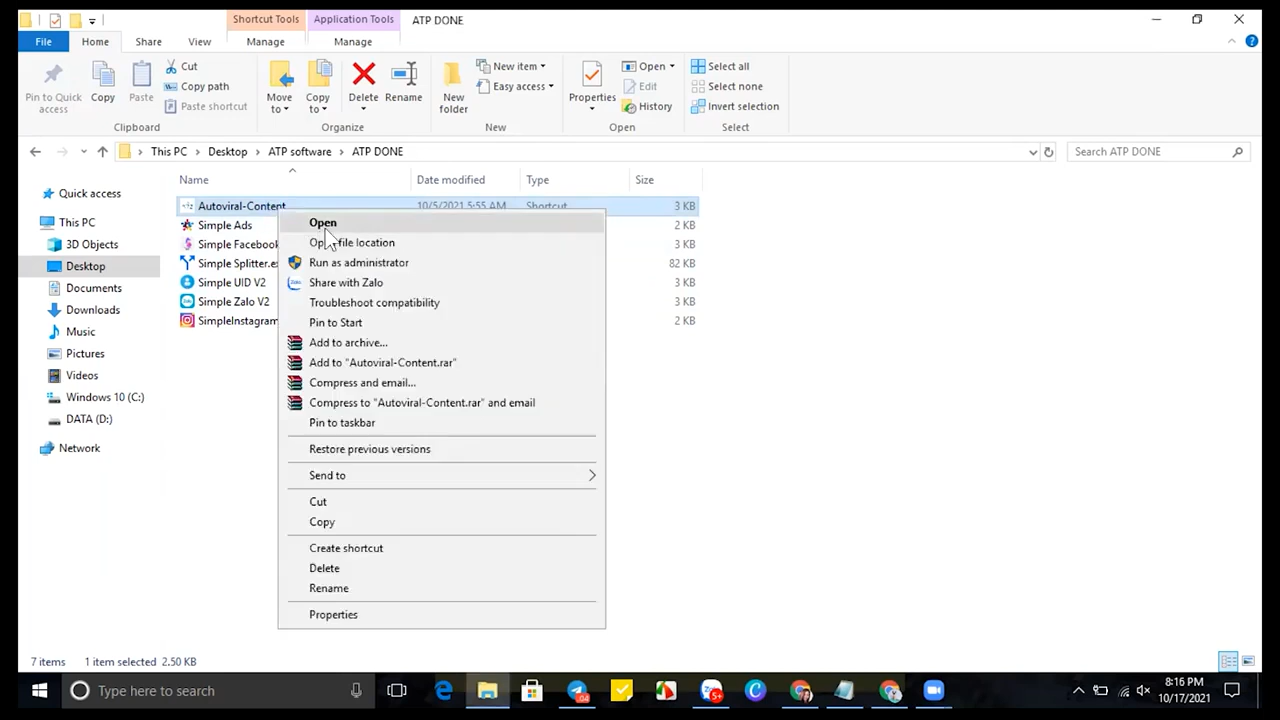 Shortcut Tools
Application Tools
ATP DONE
File
Home
Share
View
Manage
Manage
Pin to Quick access
Copy
Paste
Cut
Copy path
Paste shortcut
Clipboard
Move to
Copy to
Delete
Rename
Organize
New folder
New item
Easy access
New
Properties
Open
Edit
History
Open
Select all
Select none
Invert selection
Select
This PC
Desktop
ATP software
ATP DONE
Search ATP DONE
Name
Date modified
Type
Size
Quick access
This PC
3D Objects
Desktop
Documents
Downloads
Music
Pictures
Videos
Windows 10 (C:)
DATA (D:)
Network
Autoviral-Content 10/5/2021 5:55 AM Shortcut 3 KB
Simple Ads 2 KB
Simple Facebook 3 KB
Simple Splitter.ex 82 KB
Simple UID V2 3 KB
Simple Zalo V2 3 KB
SimpleInstagram 2 KB
Open
Open file location
Run as administrator
Share with Zalo
Troubleshoot compatibility
Pin to Start
Add to archive...
Add to "Autoviral-Content.rar"
Compress and email...
Compress to "Autoviral-Content.rar" and email
Pin to taskbar
Restore previous versions
Send to
Cut
Copy
Create shortcut
Delete
Rename
Properties
7 items
1 item selected 2.50 KB
Type here to search
8:16 PM
10/17/2021